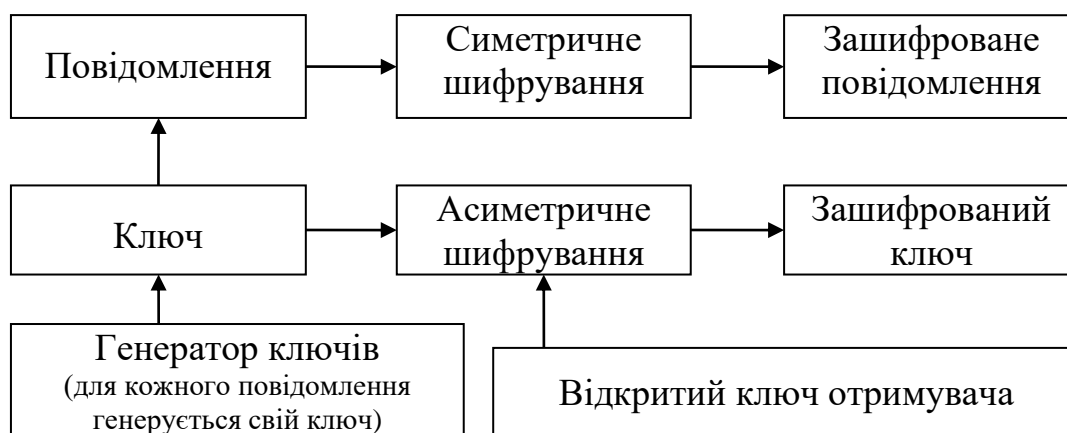 Повідомлення
Симетричне
шифрування
Зашифроване
повідомлення
Ключ
Асиметричне
шифрування
Зашифрований
ключ
Генератор ключів
(для кожного повідомлення
генерується свій ключ)
Відкритий ключ отримувача